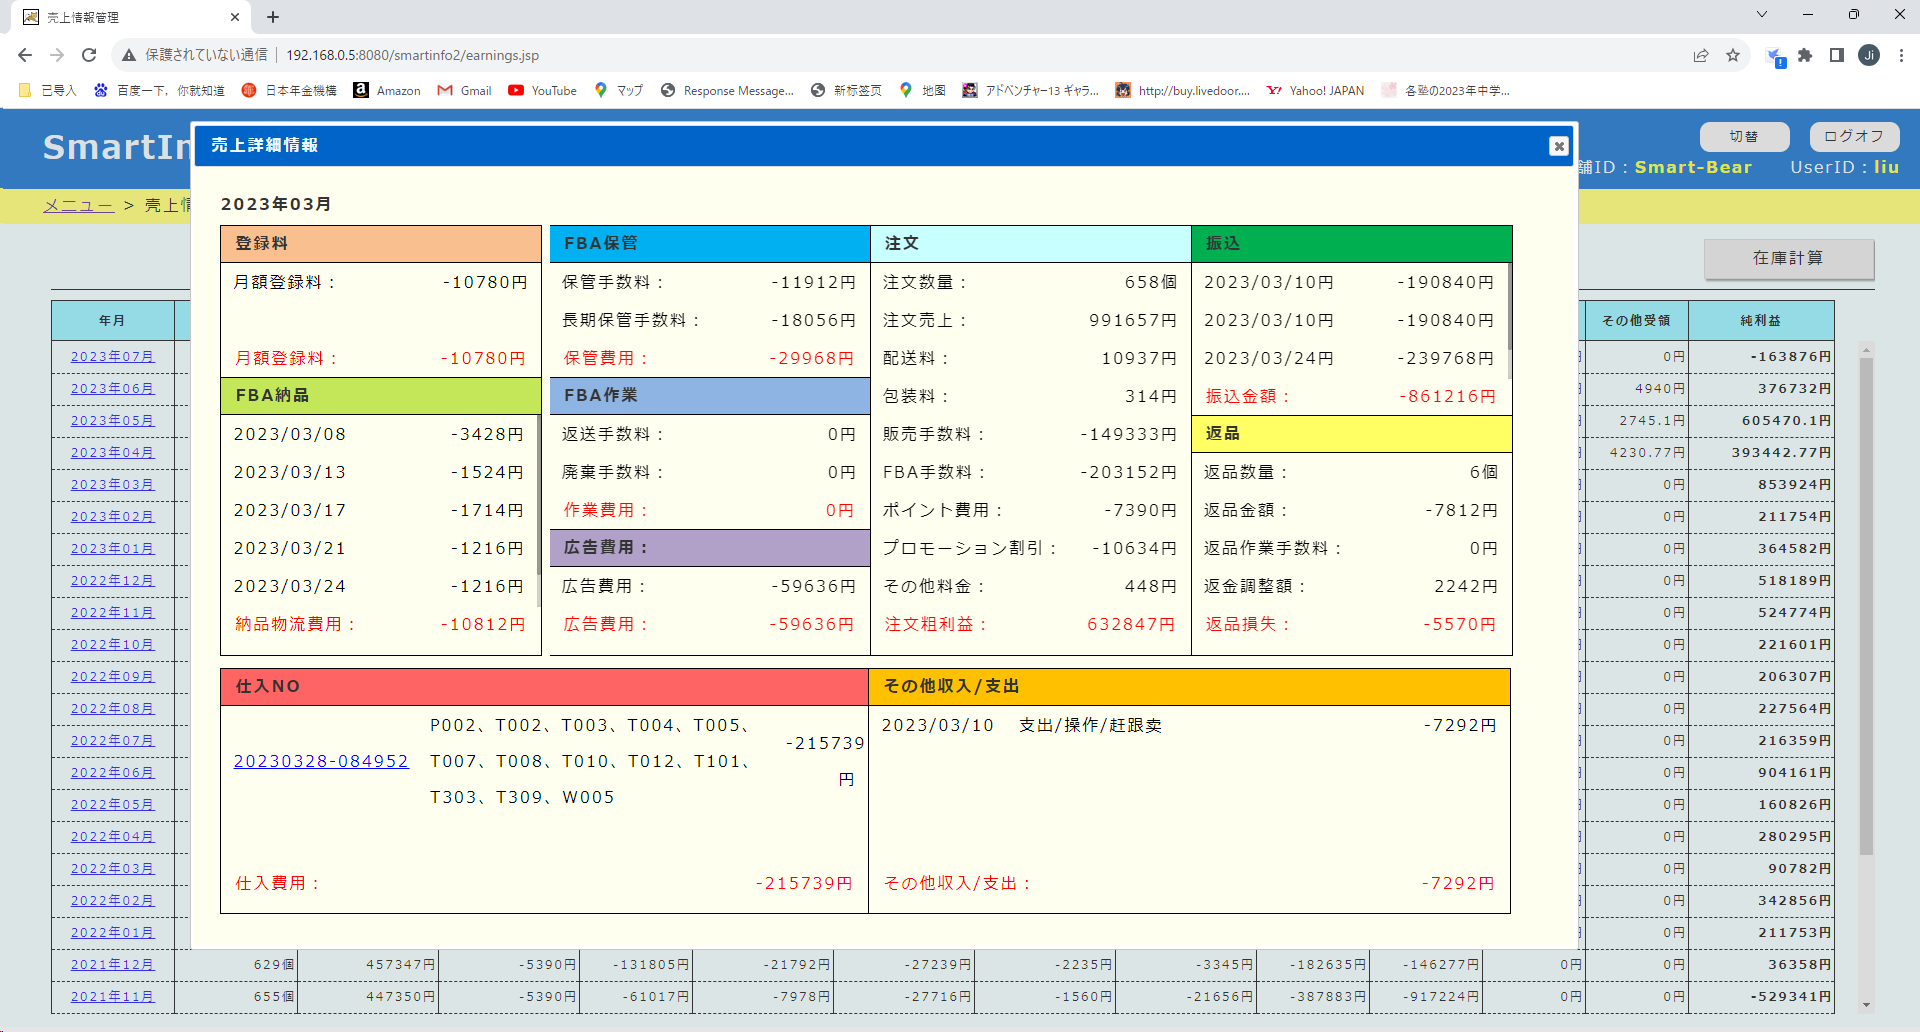 売上情報管理
保護されていない通信 192.168.0.5:8080/smartinfo2/earnings.jsp
Ji
已导入 百度一下，你就知道 日本年金機構 Amazon Gmail YouTube マップ Response Message... 新标签页 地图 アドベンチャー13 ギャラ... http://buy.livedoor.... Yahoo! JAPAN 各塾の2023年中学...
SmartIn
切替 ログオフ
舗ID：Smart-Bear UserID：liu
メニュー > 売上情
在庫計算
売上詳細情報
2023年03月
登録料
月額登録料： -10780円
月額登録料： -10780円
FBA納品
2023/03/08 -3428円
2023/03/13 -1524円
2023/03/17 -1714円
2023/03/21 -1216円
2023/03/24 -1216円
納品物流費用： -10812円
FBA保管
保管手数料： -11912円
長期保管手数料： -18056円
保管費用： -29968円
FBA作業
返送手数料： 0円
廃棄手数料： 0円
作業費用： 0円
広告費用：
広告費用： -59636円
広告費用： -59636円
注文
注文数量： 658個
注文売上： 991657円
配送料： 10937円
包装料： 314円
販売手数料： -149333円
FBA手数料： -203152円
ポイント費用： -7390円
プロモーション割引： -10634円
その他料金： 448円
注文粗利益： 632847円
振込
2023/03/10円 -190840円
2023/03/10円 -190840円
2023/03/24円 -239768円
振込金額： -861216円
返品
返品数量： 6個
返品金額： -7812円
返品作業手数料： 0円
返金調整額： 2242円
返品損失： -5570円
仕入NO
20230328-084952 P002、T002、T003、T004、T005、
T007、T008、T010、T012、T101、
T303、T309、W005
-215739
円
仕入費用： -215739円
その他収入/支出
2023/03/10 支出/操作/赶跟卖 -7292円
その他収入/支出： -7292円
年月 その他受領 純利益
2023年07月 0円 -163876円
2023年06月 4940円 376732円
2023年05月 2745.1円 605470.1円
2023年04月 4230.77円 393442.77円
2023年03月 0円 853924円
2023年02月 0円 211754円
2023年01月 0円 364582円
2022年12月 0円 518189円
2022年11月 0円 524774円
2022年10月 0円 221601円
2022年09月 0円 206307円
2022年08月 0円 227564円
2022年07月 0円 216359円
2022年06月 0円 904161円
2022年05月 0円 160826円
2022年04月 0円 280295円
2022年03月 0円 90782円
2022年02月 0円 342856円
2022年01月 0円 211753円
2021年12月 629個 457347円 -5390円 -131805円 -21792円 -27239円 -2235円 -3345円 -182635円 -146277円 0円 0円 36358円
2021年11月 655個 447350円 -5390円 -61017円 -7978円 -27716円 -1560円 -21656円 -387883円 -917224円 0円 0円 -529341円